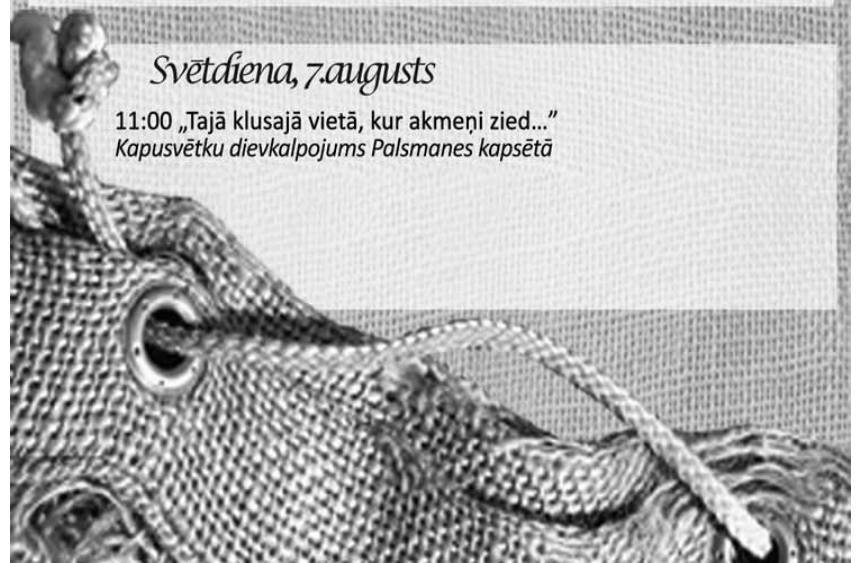 Svētdiena, 7.augusts
11:00 „Tajā klusajā vietā, kur akmeņi zied...”
Kapusvētku dievkalpojums Palsmanes kapsētā